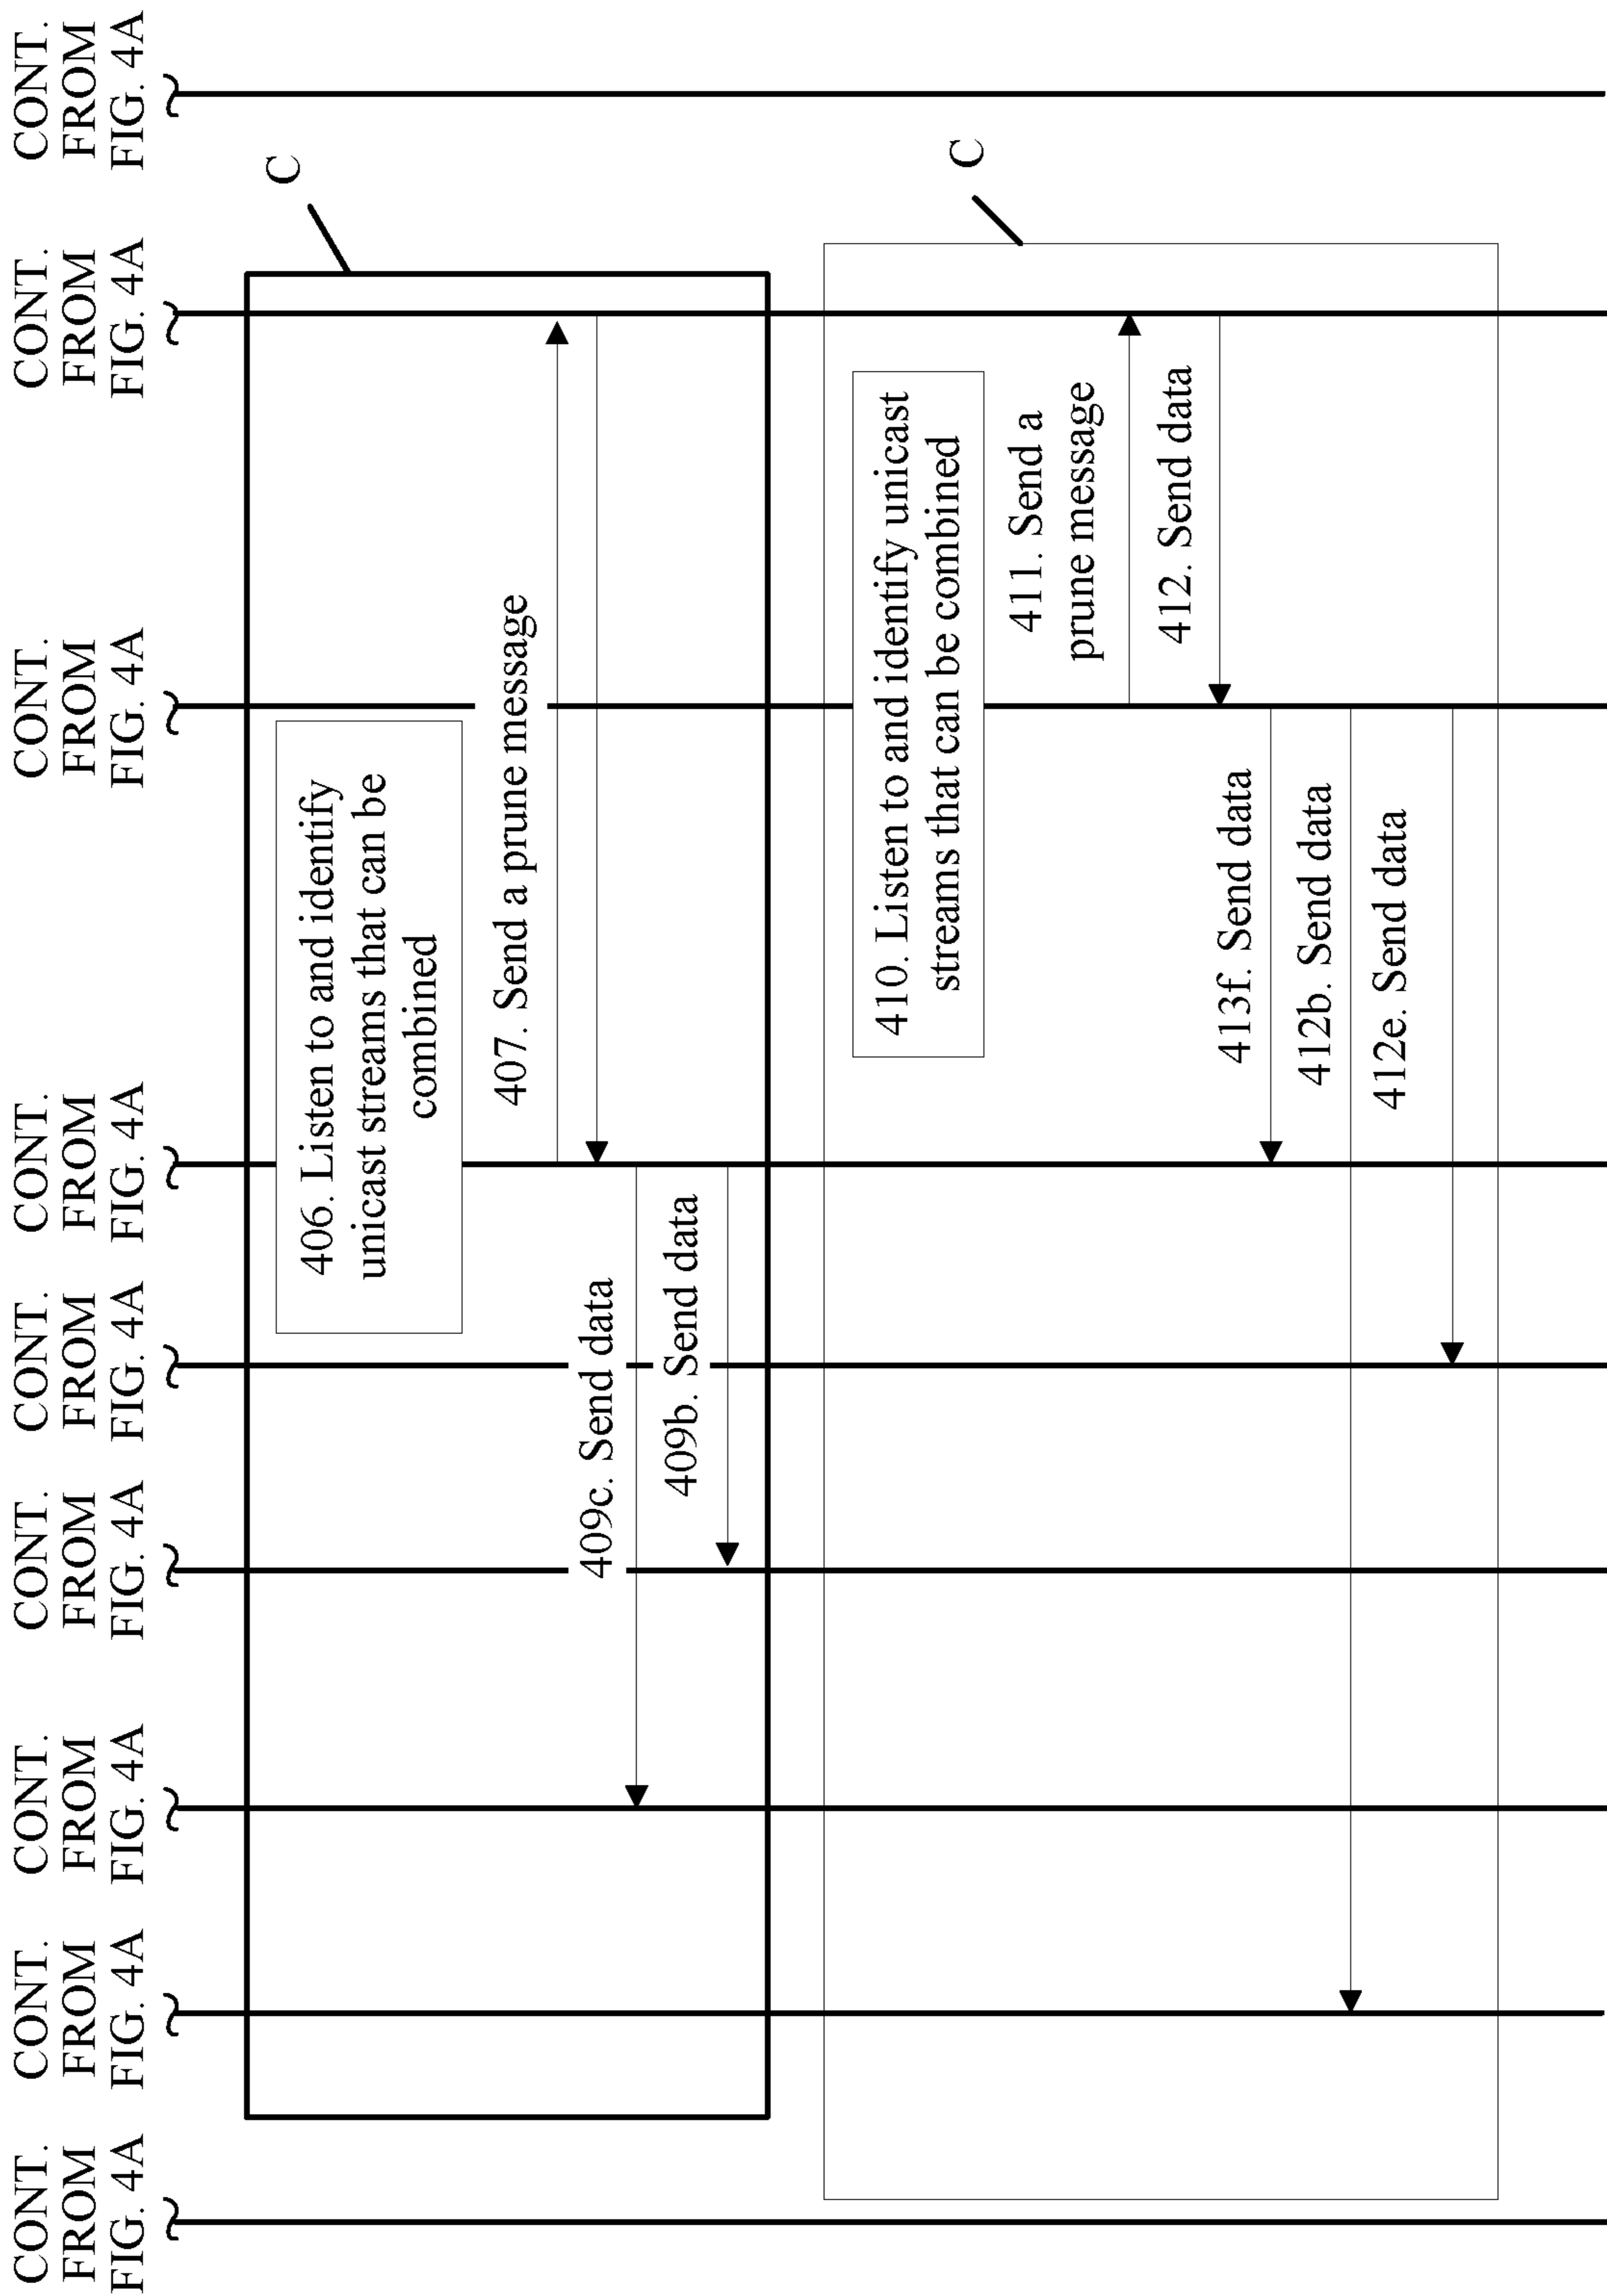 CONT.
FROM
FIG. 4A
CONT.
FROM
FIG. 4A
CONT.
FROM
FIG. 4A
CONT.
FROM
FIG. 4A
CONT.
FROM
FIG. 4A
CONT.
FROM
FIG. 4A
CONT.
FROM
FIG. 4A
CONT.
FROM
FIG. 4A
CONT.
FROM
FIG. 4A
C
406. Listen to and identify
unicast streams that can be
combined
407. Send a prune message
409c. Send data
409b. Send data
C
410. Listen to and identify unicast
streams that can be combined
411. Send a
prune message
412. Send data
413f. Send data
412b. Send data
412e. Send data